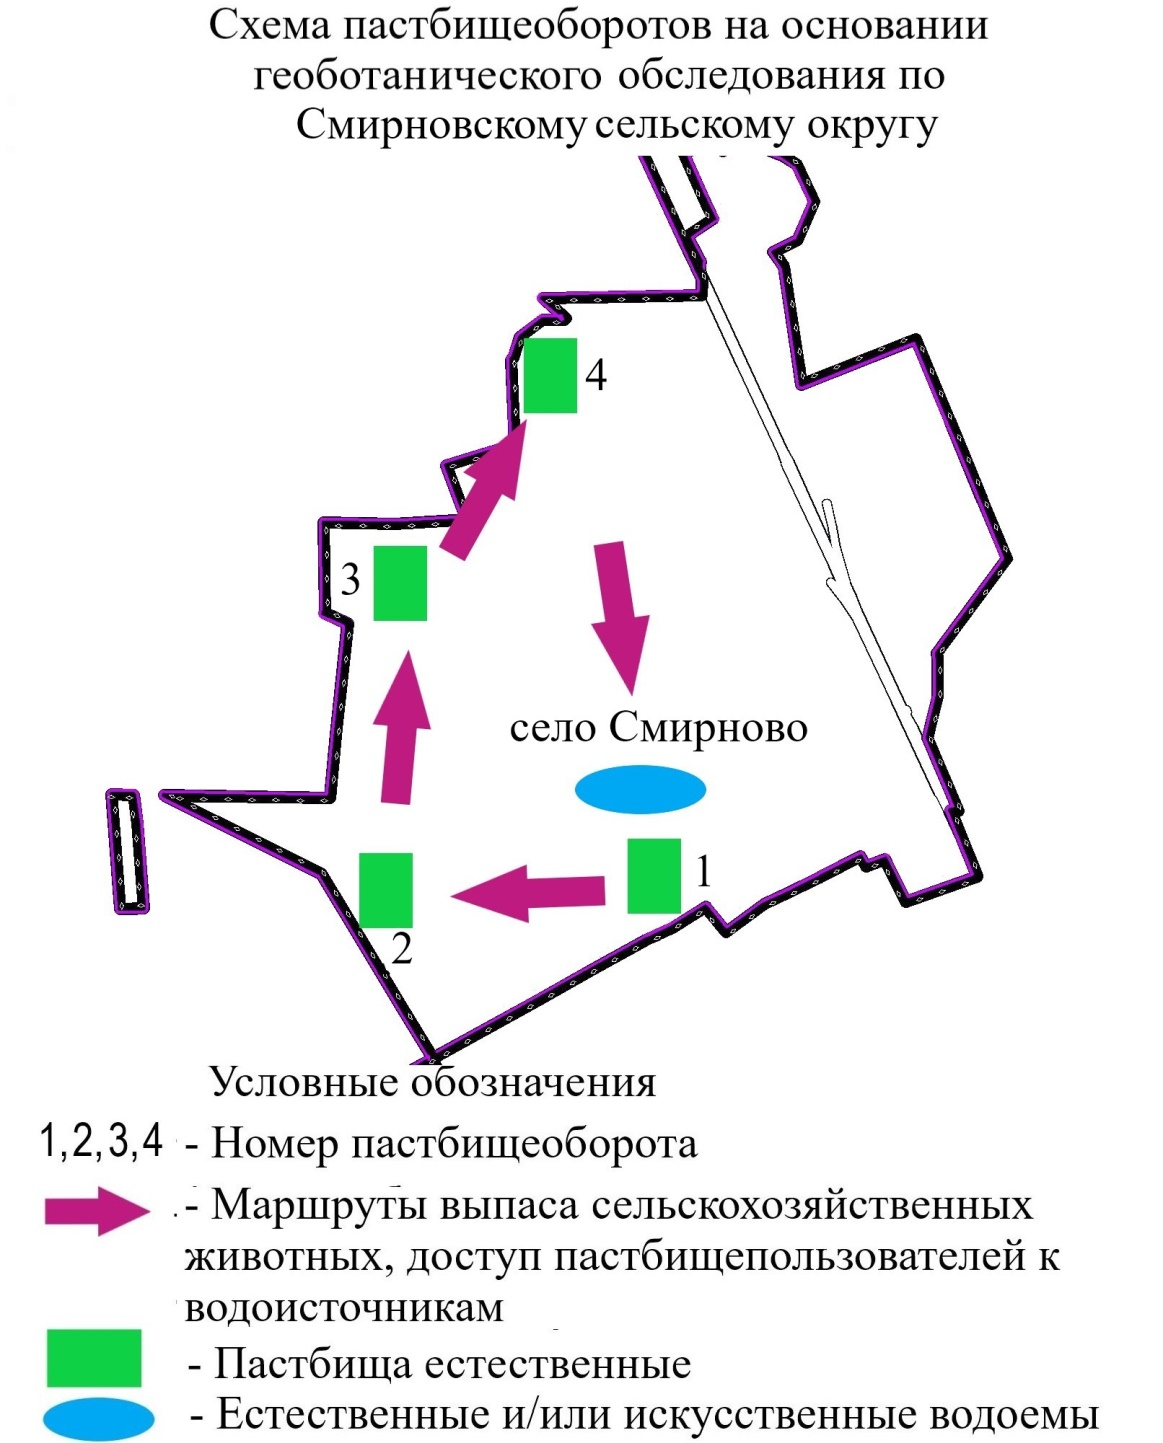 Схема пастбищеоборотов на основании
геоботанического обследования по
Смирновскому сельскому округу
4
3
село Смирново
1
2
Условные обозначения
1,2,3,4 - Номер пастбищеоборота
- Маршруты выпаса сельскохозяйственных
животных, доступ пастбищепользователей к
водоисточникам
- Пастбища естественные
- Естественные и/или искусственные водоемы